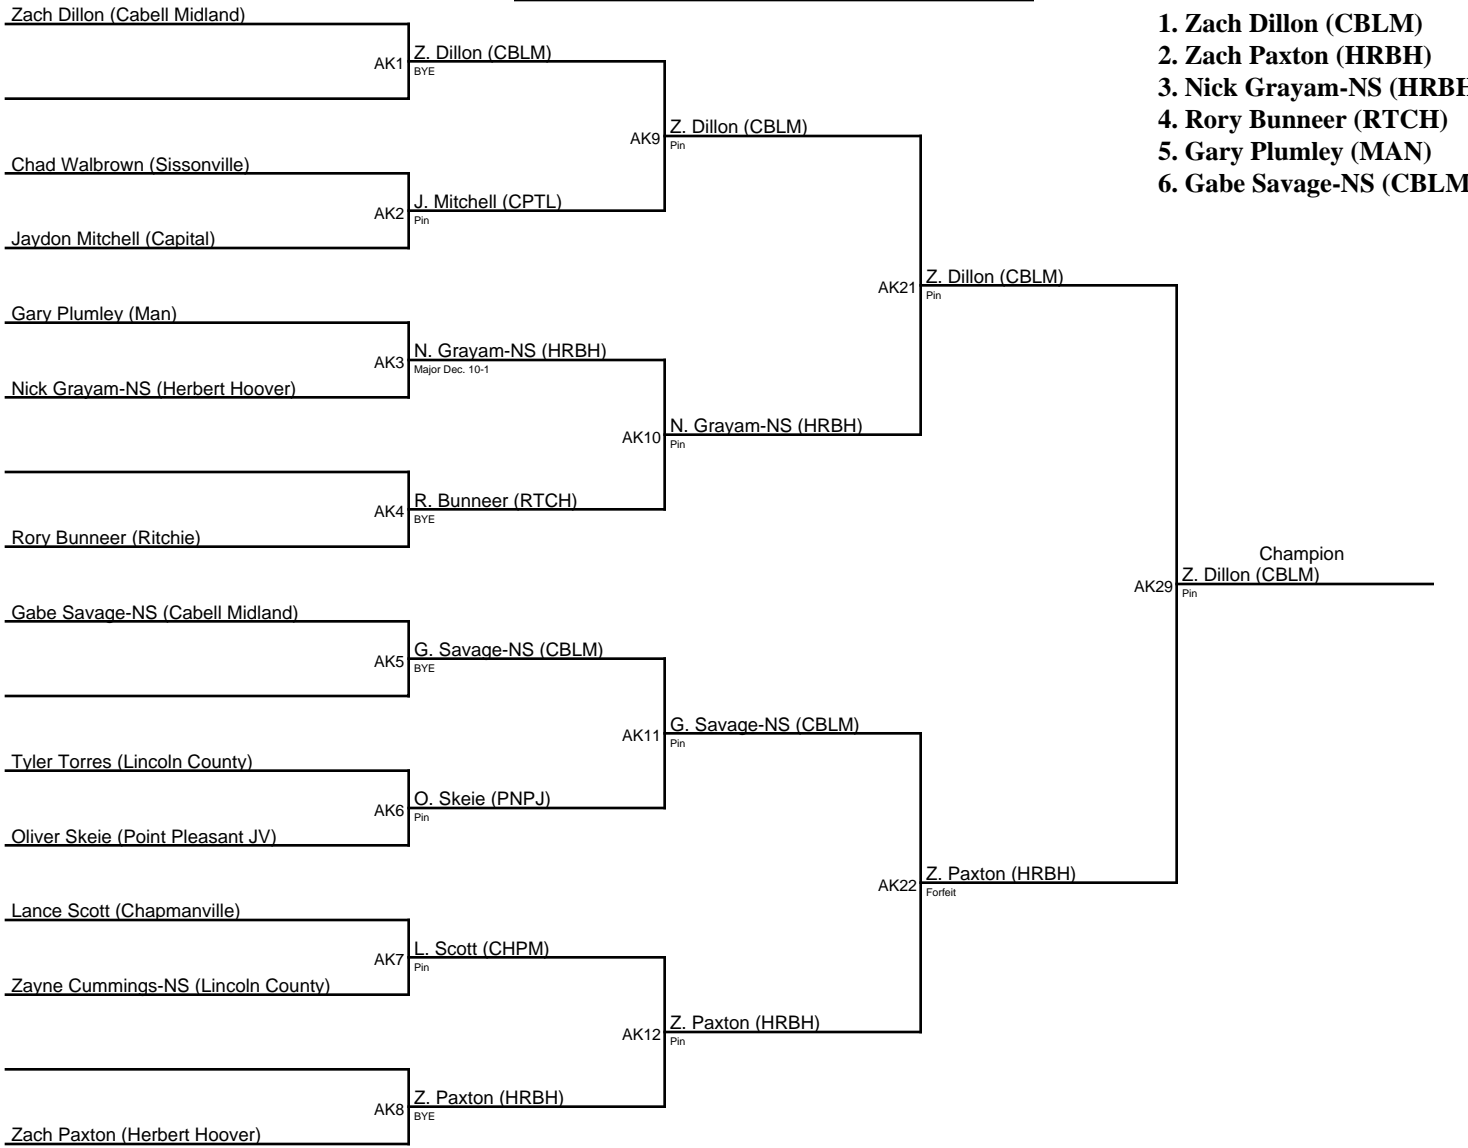 Zach Dillon (Cabell Midland)
AK1
Z. Dillon (CBLM)
BYE
Chad Walbrown (Sissonville)
AK2
J. Mitchell (CPTL)
Pin
Jaydon Mitchell (Capital)
AK9
Z. Dillon (CBLM)
Pin
Gary Plumley (Man)
AK3
N. Grayam-NS (HRBH)
Major Dec. 10-1
Nick Grayam-NS (Herbert Hoover)
AK10
N. Grayam-NS (HRBH)
Pin
AK4
R. Bunneer (RTCH)
BYE
Rory Bunneer (Ritchie)
AK21
Z. Dillon (CBLM)
Pin
Gabe Savage-NS (Cabell Midland)
AK5
G. Savage-NS (CBLM)
BYE
AK11
G. Savage-NS (CBLM)
Pin
Tyler Torres (Lincoln County)
AK6
O. Skeie (PNPJ)
Pin
Oliver Skeie (Point Pleasant JV)
AK22
Z. Paxton (HRBH)
Forfeit
Lance Scott (Chapmanville)
AK7
L. Scott (CHPM)
Pin
Zayne Cummings-NS (Lincoln County)
AK12
Z. Paxton (HRBH)
Pin
AK8
Z. Paxton (HRBH)
BYE
Zach Paxton (Herbert Hoover)
Champion
AK29
Z. Dillon (CBLM)
Pin
1. Zach Dillon (CBLM)
2. Zach Paxton (HRBH)
3. Nick Grayam-NS (HRBH
4. Rory Bunneer (RTCH)
5. Gary Plumley (MAN)
6. Gabe Savage-NS (CBLM